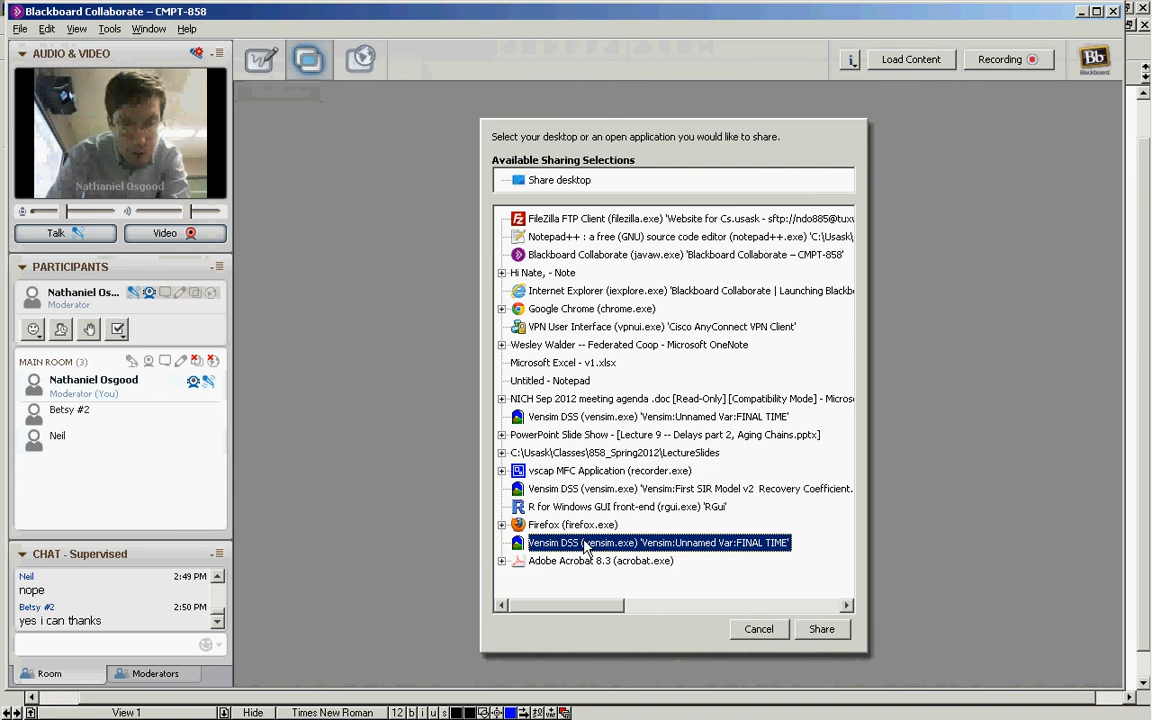 Blackboard Collaborate – CMPT-858
File Edit View Tools Window Help
AUDIO & VIDEO
Nathaniel Osgood
Talk Video
PARTICIPANTS
Nathaniel Os...
Moderator
MAIN ROOM (3)
Nathaniel Osgood
Moderator (You)
Betsy #2
Neil
CHAT - Supervised
Neil 2:49 PM
nope
Betsy #2 2:50 PM
yes i can thanks
Room Moderators
Load Content Recording
Bb
Blackboard
Select your desktop or an open application you would like to share.
Available Sharing Selections
Share desktop
FileZilla FTP Client (filezilla.exe) 'Website for Cs.usask - sftp://ndo885@tuxw
Notepad++ : a free (GNU) source code editor (notepad++.exe) 'C:\Usask\
Blackboard Collaborate (javaw.exe) 'Blackboard Collaborate – CMPT-858'
Hi Nate, - Note
Internet Explorer (iexplore.exe) 'Blackboard Collaborate | Launching Blackb
Google Chrome (chrome.exe)
VPN User Interface (vpnui.exe) 'Cisco AnyConnect VPN Client'
Wesley Walder -- Federated Coop - Microsoft OneNote
Microsoft Excel - v1.xlsx
Untitled - Notepad
NICH Sep 2012 meeting agenda .doc [Read-Only] [Compatibility Mode] - Micros
Vensim DSS (vensim.exe) 'Vensim:Unnamed Var:FINAL TIME'
PowerPoint Slide Show - [Lecture 9 -- Delays part 2, Aging Chains.pptx]
C:\Usask\Classes\858_Spring2012\LectureSlides
vscap MFC Application (recorder.exe)
Vensim DSS (vensim.exe) 'Vensim:First SIR Model v2 Recovery Coefficient.
R for Windows GUI front-end (rgui.exe) 'RGui'
Firefox (firefox.exe)
Vensim DSS (vensim.exe) 'Vensim:Unnamed Var:FINAL TIME'
Adobe Acrobat 8.3 (acrobat.exe)
Cancel Share
View 1 Hide Times New Roman 12 b i u s